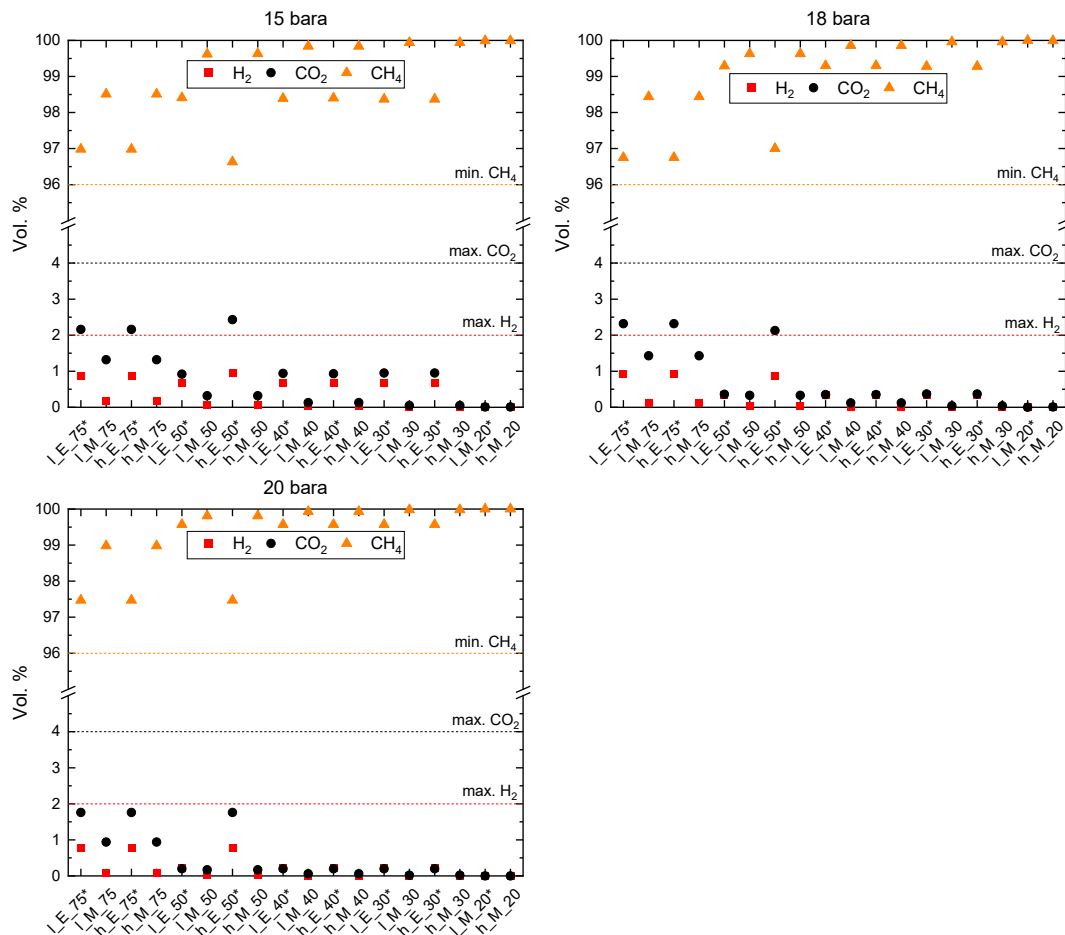 15 bara
100
99
98
97
96
4
3
2
1
0
Vol. %
H₂ CO₂ CH₄
min. CH₄
max. CO₂
max. H₂
l_E_75*
l_M_75
h_E_75*
h_M_75
l_E_50*
l_M_50
h_E_50*
h_M_50
l_E_40*
l_M_40
h_E_40*
h_M_40
l_E_30*
l_M_30
h_E_30*
h_M_30
l_M_20*
h_M_20
18 bara
100
99
98
97
96
4
3
2
1
0
Vol. %
H₂ CO₂ CH₄
min. CH₄
max. CO₂
max. H₂
l_E_75*
l_M_75
h_E_75*
h_M_75
l_E_50*
l_M_50
h_E_50*
h_M_50
l_E_40*
l_M_40
h_E_40*
h_M_40
l_E_30*
l_M_30
h_E_30*
h_M_30
l_M_20*
h_M_20
20 bara
100
99
98
97
96
4
3
2
1
0
Vol. %
H₂ CO₂ CH₄
min. CH₄
max. CO₂
max. H₂
l_E_75*
l_M_75
h_E_75*
h_M_75
l_E_50*
l_M_50
h_E_50*
h_M_50
l_E_40*
l_M_40
h_E_40*
h_M_40
l_E_30*
l_M_30
h_E_30*
h_M_30
l_M_20*
h_M_20